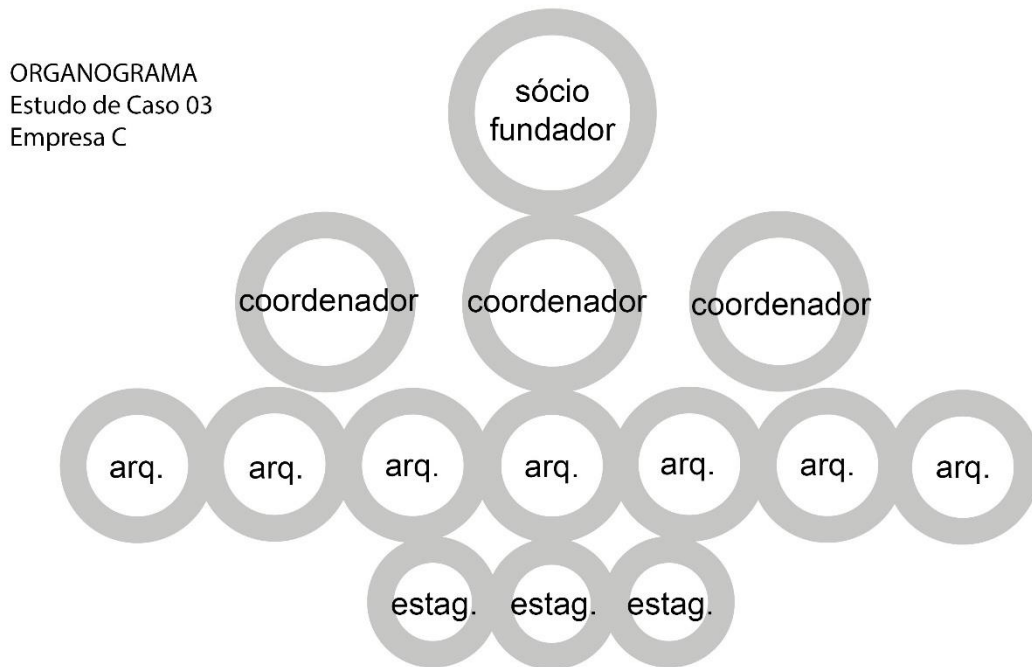 ORGANOGRAMA
Estudo de Caso 03
Empresa C
sócio
fundador
coordenador
coordenador
coordenador
arq.
arq.
arq.
arq.
arq.
arq.
arq.
estag.
estag.
estag.